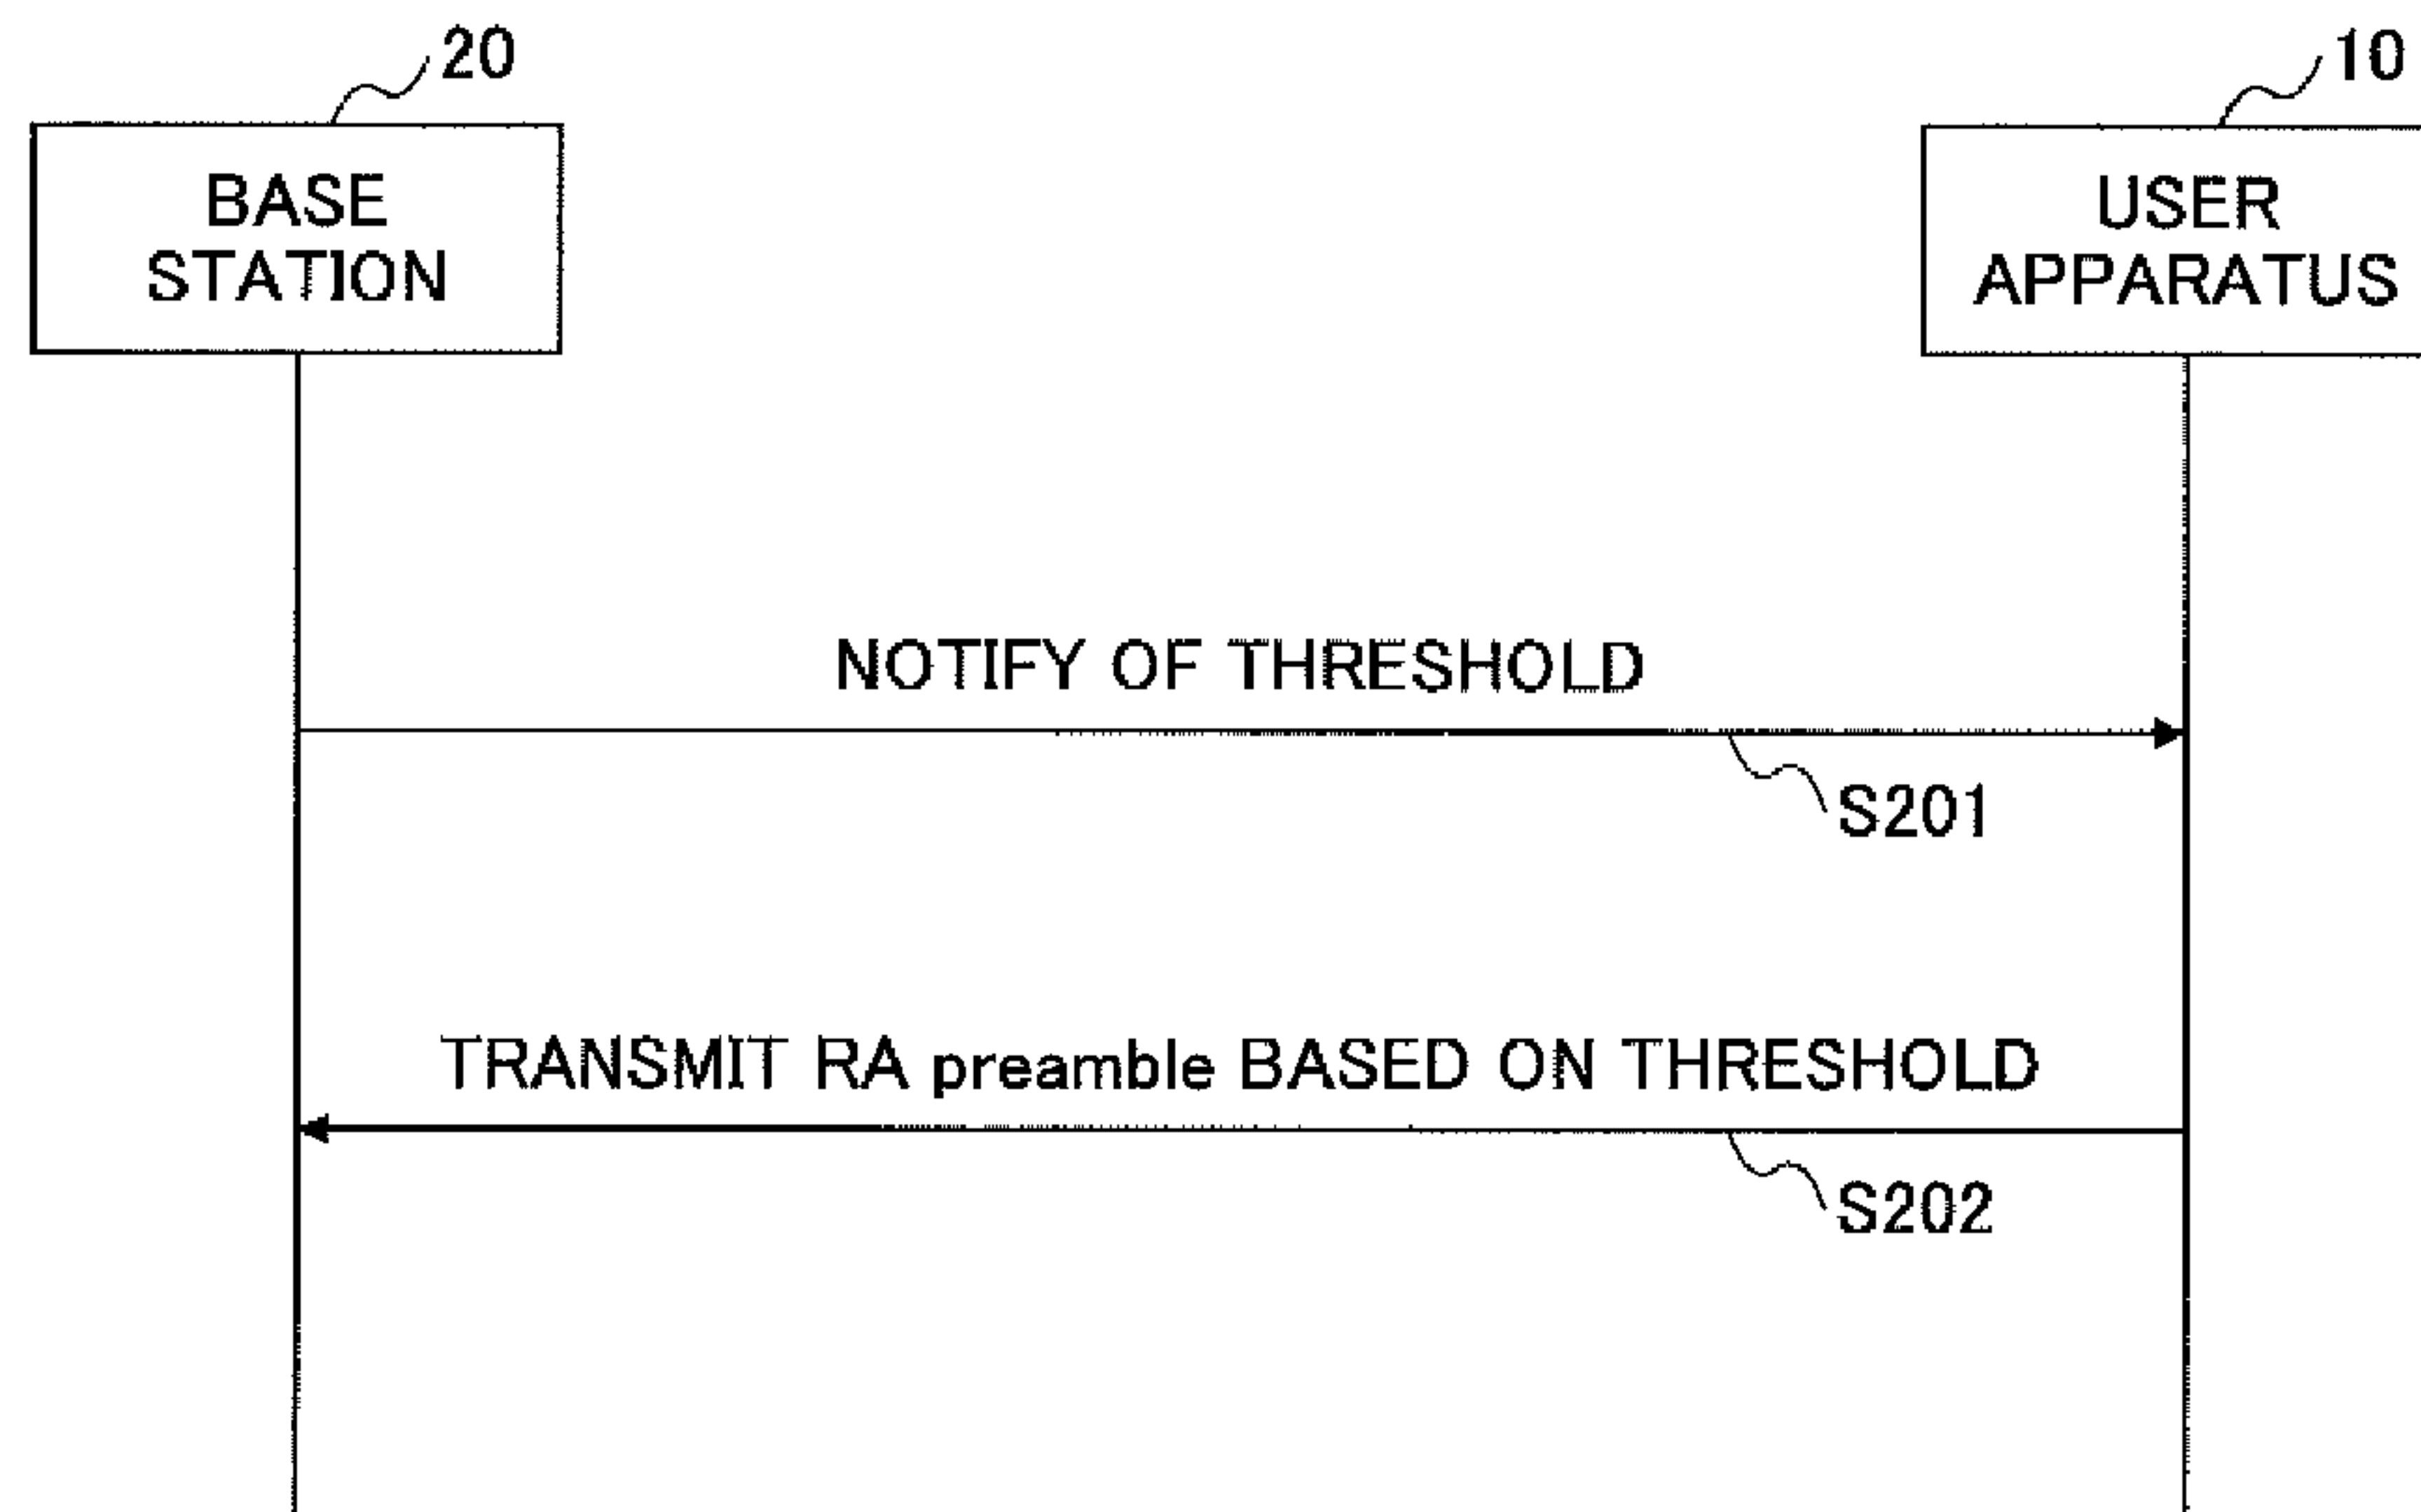 20
10
BASE
STATION
USER
APPARATUS
NOTIFY OF THRESHOLD
S201
TRANSMIT RA preamble BASED ON THRESHOLD
S202